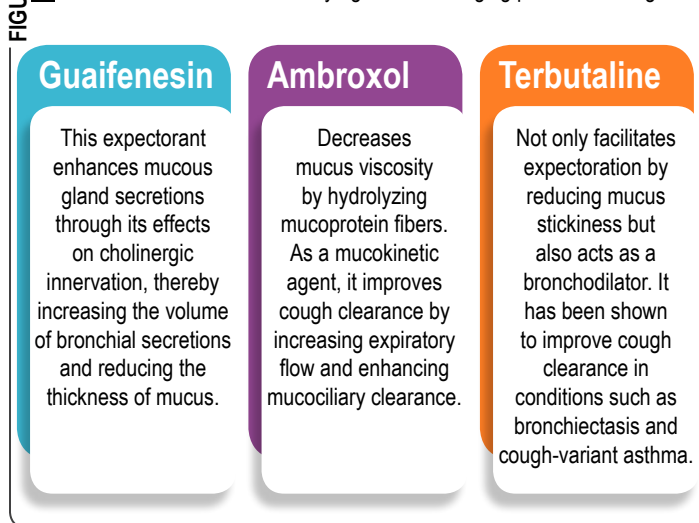 FIGU
Guaifenesin
This expectorant
enhances mucous
gland secretions
through its effects
on cholinergic
innervation, thereby
increasing the volume
of bronchial secretions
and reducing the
thickness of mucus.
Ambroxol
Decreases
mucus viscosity
by hydrolyzing
mucoprotein fibers.
As a mucokinetic
agent, it improves
cough clearance by
increasing expiratory
flow and enhancing
mucociliary clearance.
Terbutaline
Not only facilitates
expectoration by
reducing mucus
stickiness but
also acts as a
bronchodilator. It
has been shown
to improve cough
clearance in
conditions such as
bronchiectasis and
cough-variant asthma.